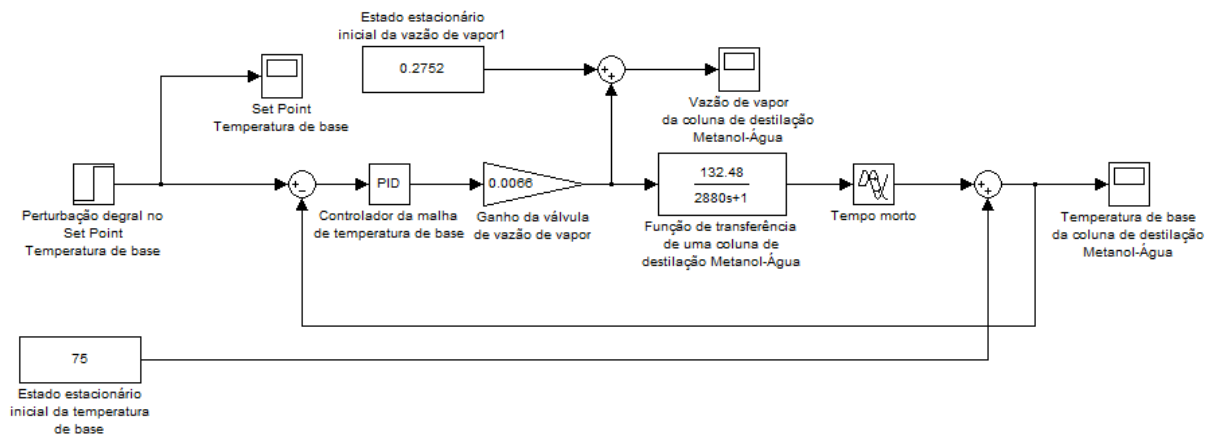 Estado estacionário
inicial da vazão de vapor1
0.2752
Set Point
Temperatura de base
Vazão de vapor
da coluna de destilação
Metanol-Água
Perturbação degral no
Set Point
Temperatura de base
PID
Controlador da malha
de temperatura de base
0.0066
Ganho da válvula
de vazão de vapor
132.48
2880s+1
Função de transferência
de uma coluna de
destilação Metanol-Água
Tempo morto
Temperatura de base
da coluna de destilação
Metanol-Água
75
Estado estacionário
inicial da temperatura
de base